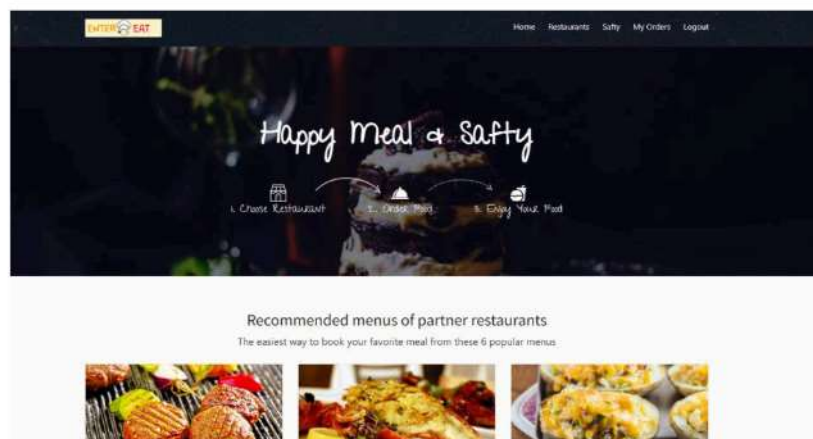 ENTER EAT
Home Restaurants Safty My Orders Logout
Happy Meal & Safty
1. Choose Restaurant 2. Order Food 3. Enjoy Your Food
Recommended menus of partner restaurants
The easiest way to book your favorite meal from these 6 popular menus